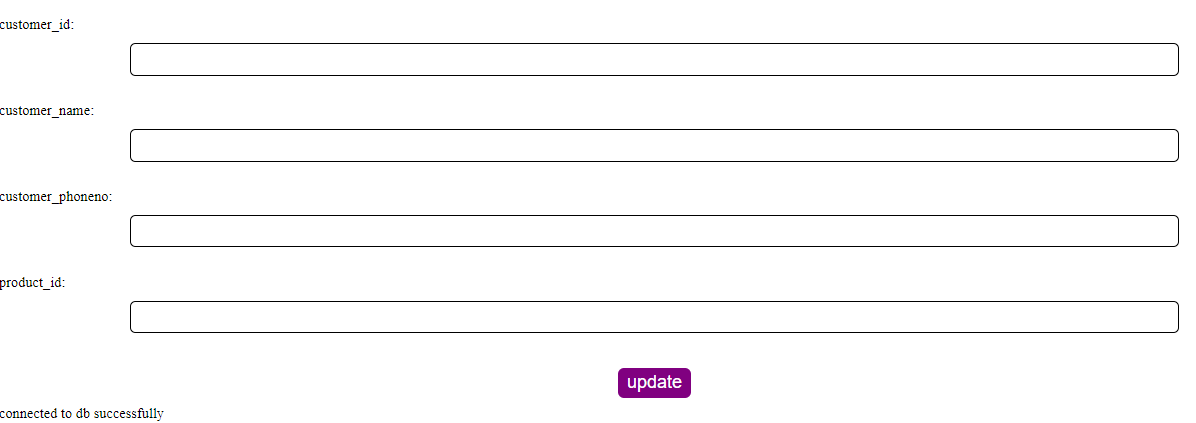 customer_id:
customer_name:
customer_phoneno:
product_id:
update
connected to db successfully